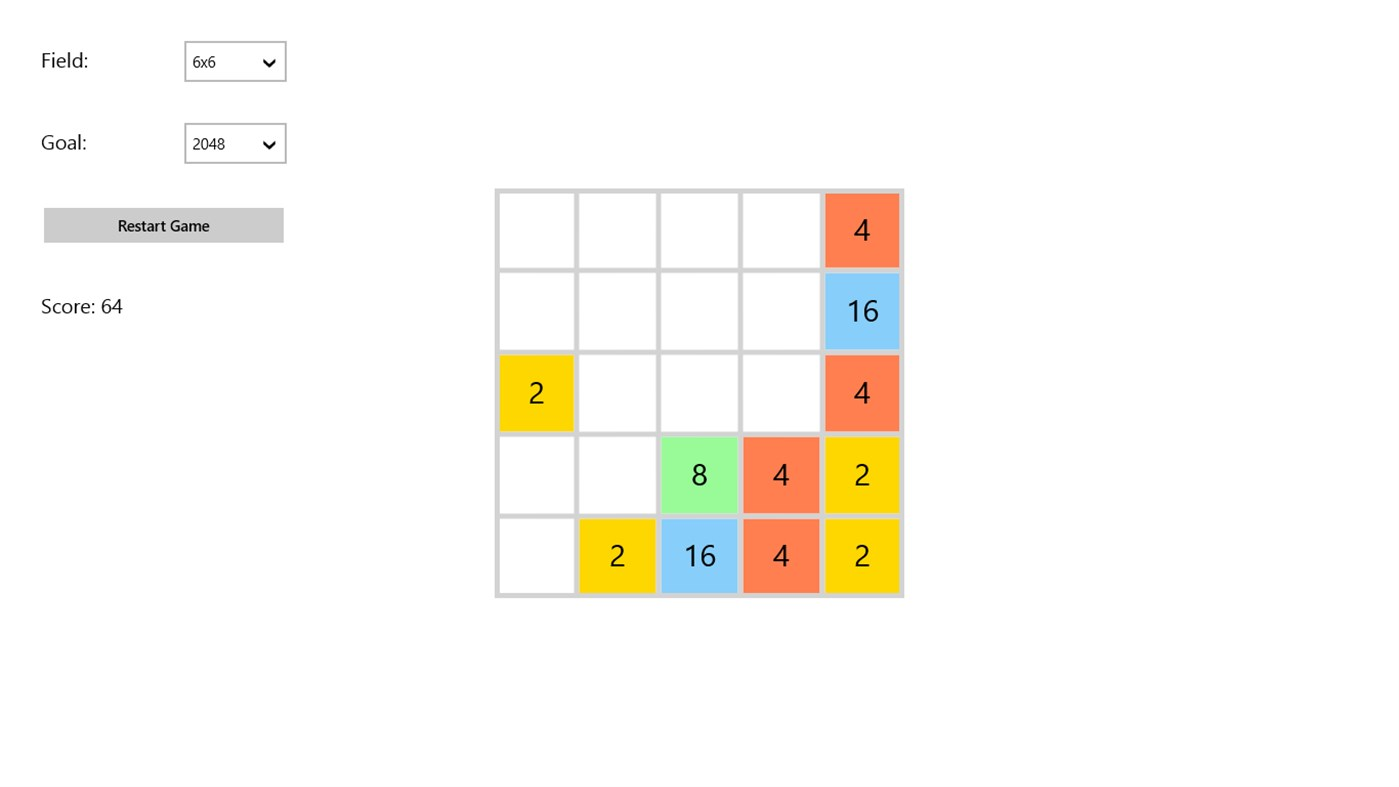 Field: 6x6
Goal: 2048
Restart Game
Score: 64
4
16
2 4
8 4 2
2 16 4 2